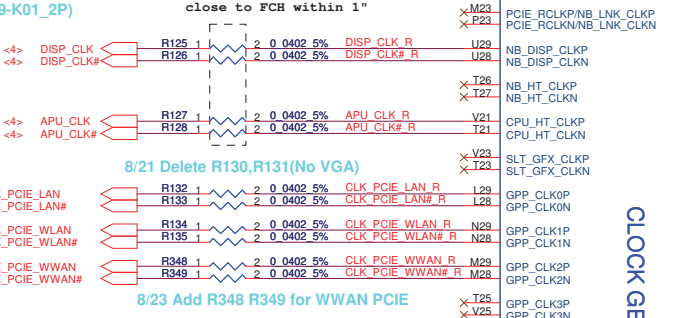 9-K01_2P)
close to FCH within 1"
M23 PCIE_RCLKP/NB_LNK_CLKP
P23 PCIE_RCLKN/NB_LNK_CLKN
<4> DISP_CLK R125 1 2 0_0402_5% DISP_CLK_R U29 NB_DISP_CLKP
<4> DISP_CLK# R126 1 2 0_0402_5% DISP_CLK#_R U28 NB_DISP_CLKN
T26 NB_HT_CLKP
T27 NB_HT_CLKN
<4> APU_CLK R127 1 2 0_0402_5% APU_CLK_R V21 CPU_HT_CLKP
<4> APU_CLK# R128 1 2 0_0402_5% APU_CLK#_R T21 CPU_HT_CLKN
V23 SLT_GFX_CLKP
T23 SLT_GFX_CLKN
8/21 Delete R130,R131(No VGA)
_PCIE_LAN R132 1 2 0_0402_5% CLK_PCIE_LAN_R L29 GPP_CLK0P
_PCIE_LAN# R133 1 2 0_0402_5% CLK_PCIE_LAN#_R L28 GPP_CLK0N
_PCIE_WLAN R134 1 2 0_0402_5% CLK_PCIE_WLAN_R N29 GPP_CLK1P
_PCIE_WLAN# R135 1 2 0_0402_5% CLK_PCIE_WLAN#_R N28 GPP_CLK1N
_PCIE_WWAN R348 1 2 0_0402_5% CLK_PCIE_WWAN_R M29 GPP_CLK2P
_PCIE_WWAN# R349 1 2 0_0402_5% CLK_PCIE_WWAN#_R M28 GPP_CLK2N
8/23 Add R348 R349 for WWAN PCIE
T25 GPP_CLK3P
V25 GPP_CLK3N
CLOCK GE